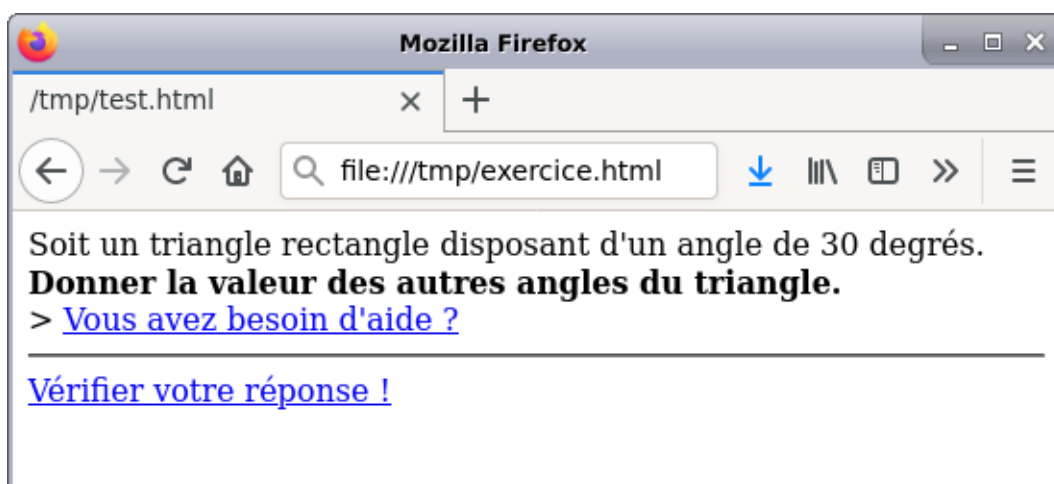 Mozilla Firefox
/tmp/test.html
file:///tmp/exercice.html
Soit un triangle rectangle disposant d'un angle de 30 degrés.
Donner la valeur des autres angles du triangle.
> Vous avez besoin d'aide ?
Vérifier votre réponse !